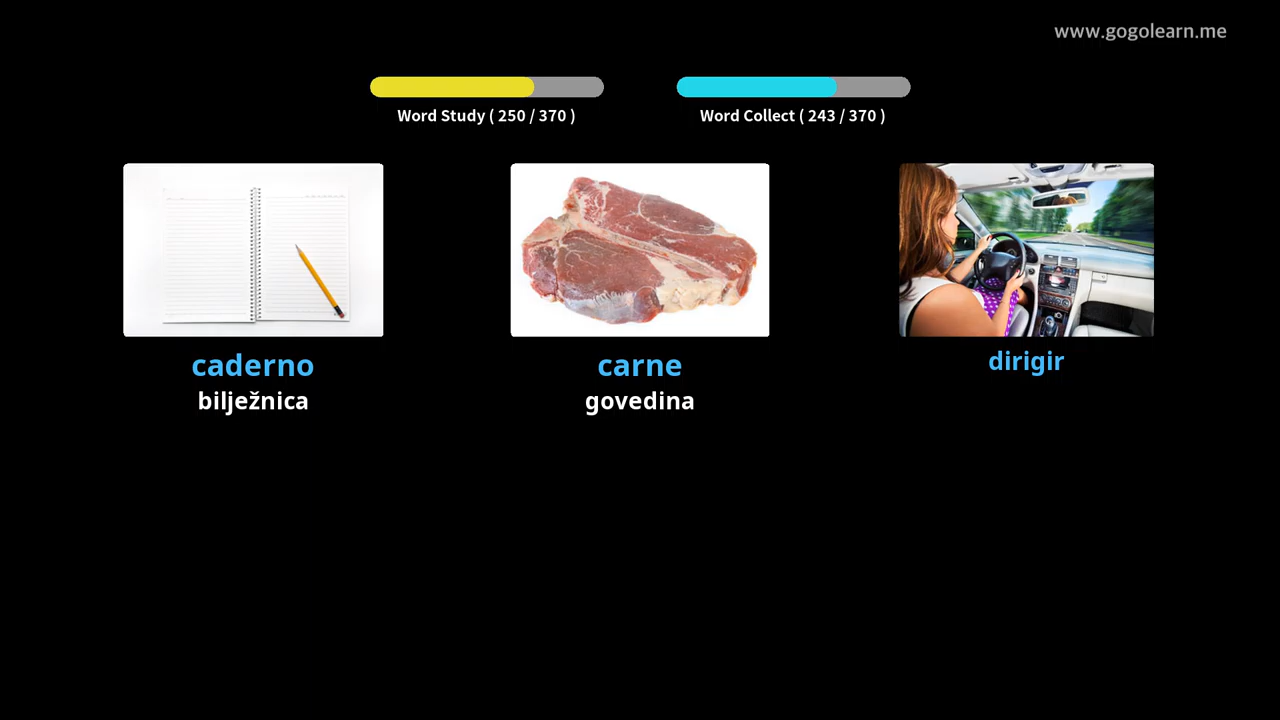 www.gogolearn.me
Word Study ( 250 / 370 )
Word Collect ( 243 / 370 )
caderno
bilježnica
carne
govedina
dirigir